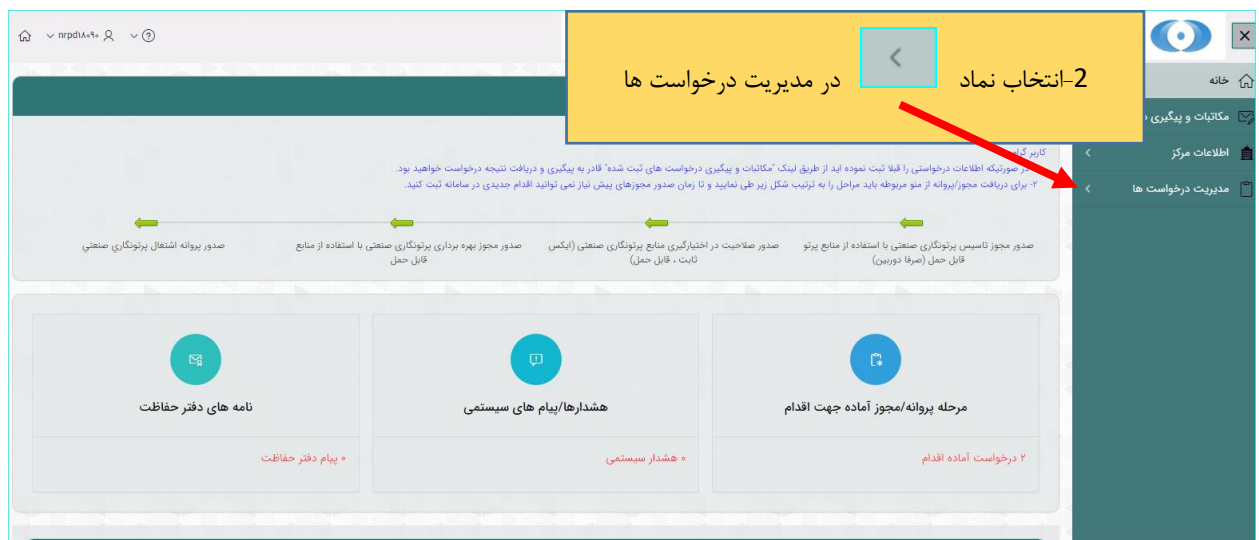 nrpd۱۸۰۹۰
2-انتخاب نماد < در مدیریت درخواست ها
خانه
مکاتبات و پیگیری
اطلاعات مرکز
مدیریت درخواست ها
کاربر
در صورتیکه اطلاعات درخواستی را قبلا ثبت نموده اید از طریق لینک "مکاتبات و پیگیری درخواست های ثبت شده" قادر به پیگیری و دریافت نتیجه درخواست خواهید بود.
۲- برای دریافت مجوز/پروانه از منو مربوطه باید مراحل را به ترتیب شکل زیر طی نمایید و تا زمان صدور مجوزهای پیش نیاز نمی توانید اقدام جدیدی در سامانه ثبت کنید.
صدور مجوز تاسیس پرتونگاری صنعتی با استفاده از منابع پرتو
قابل حمل (صرفا دوربین)
صدور صلاحیت در اختیارگیری منابع پرتونگاری صنعتی (ایکس
ثابت ، قابل حمل)
صدور مجوز بهره برداری پرتونگاری صنعتی با استفاده از منابع
قابل حمل
صدور پروانه اشتغال پرتونگاري صنعتي
مرحله پروانه/مجوز آماده جهت اقدام
۲ درخواست آماده اقدام
هشدارها/پیام های سیستمی
۰ هشدار سیستمی
نامه های دفتر حفاظت
۰ پیام دفتر حفاظت